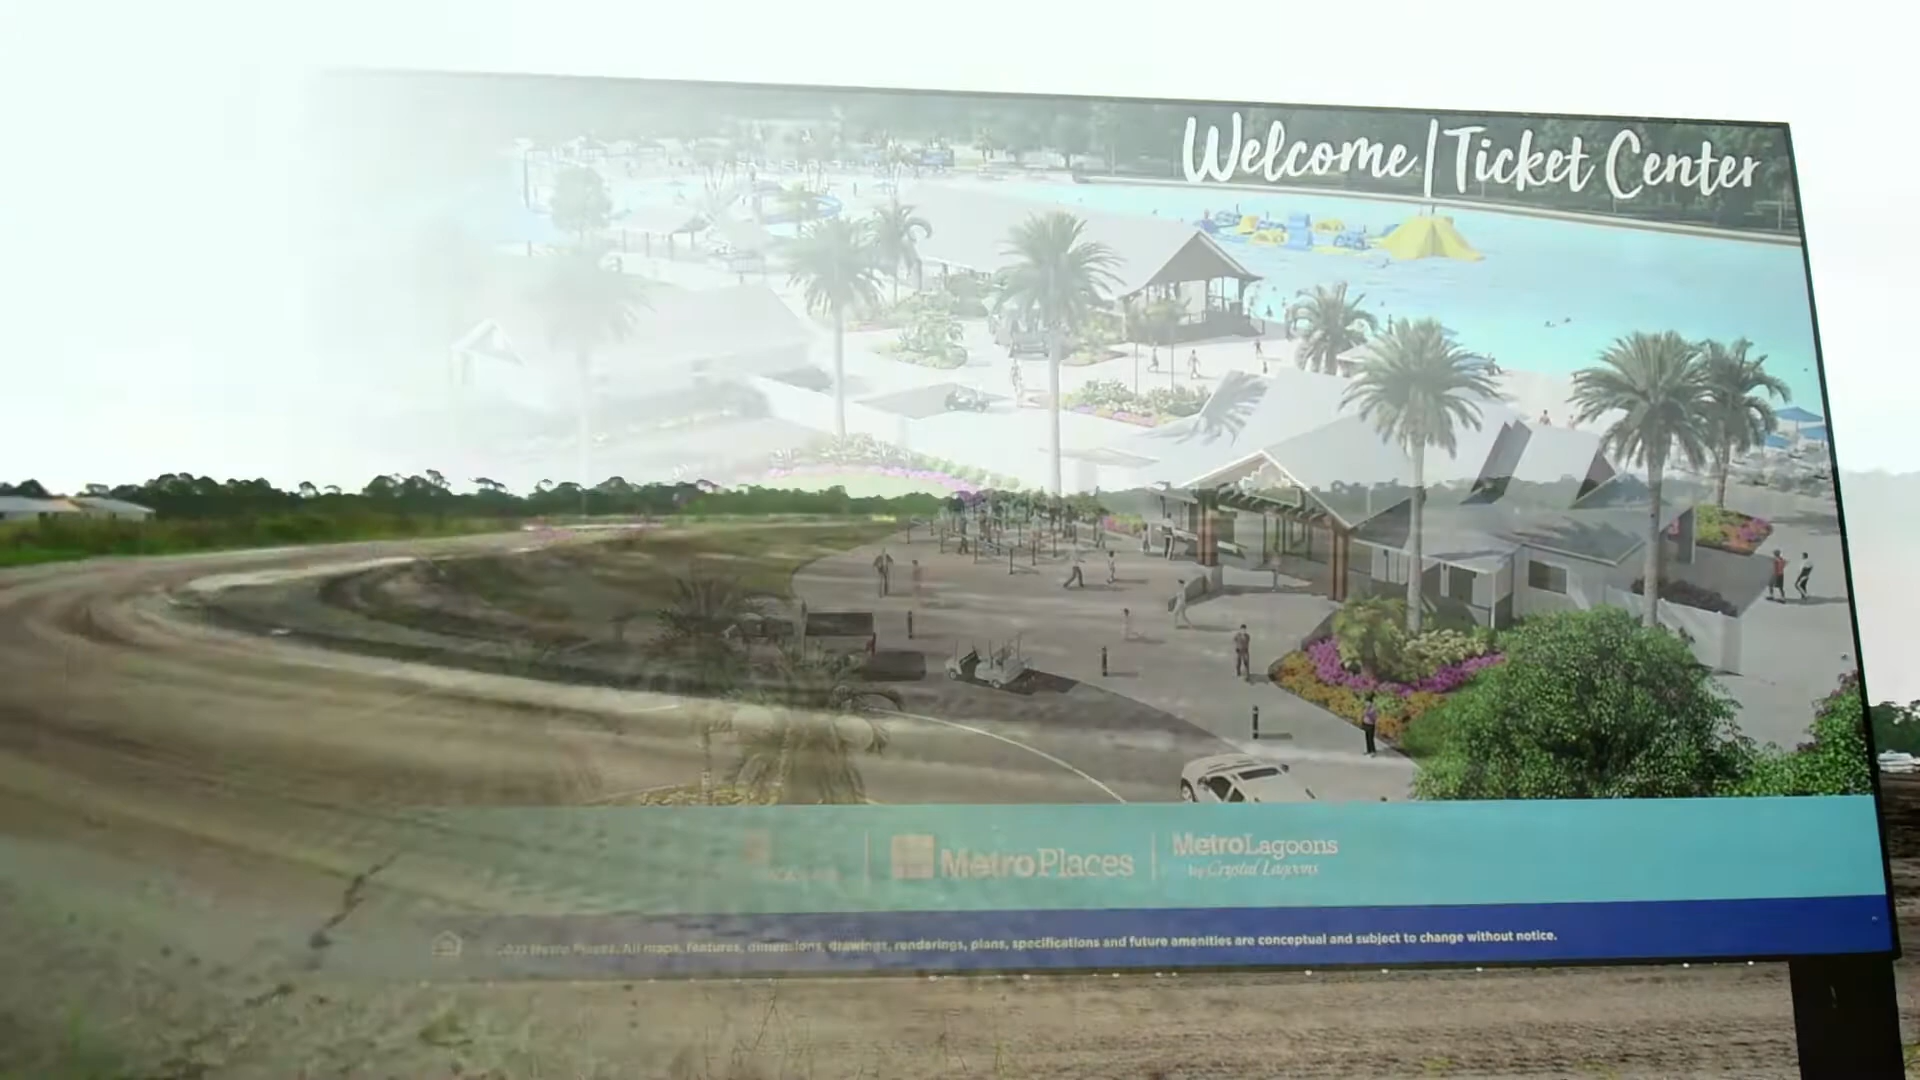 Welcome | Ticket Center
MetroPlaces
MetroLagoons
by Crystal Lagoons
2022 Metro Places. All maps, features, dimensions, drawings, renderings, plans, specifications and future amenities are conceptual and subject to change without notice.